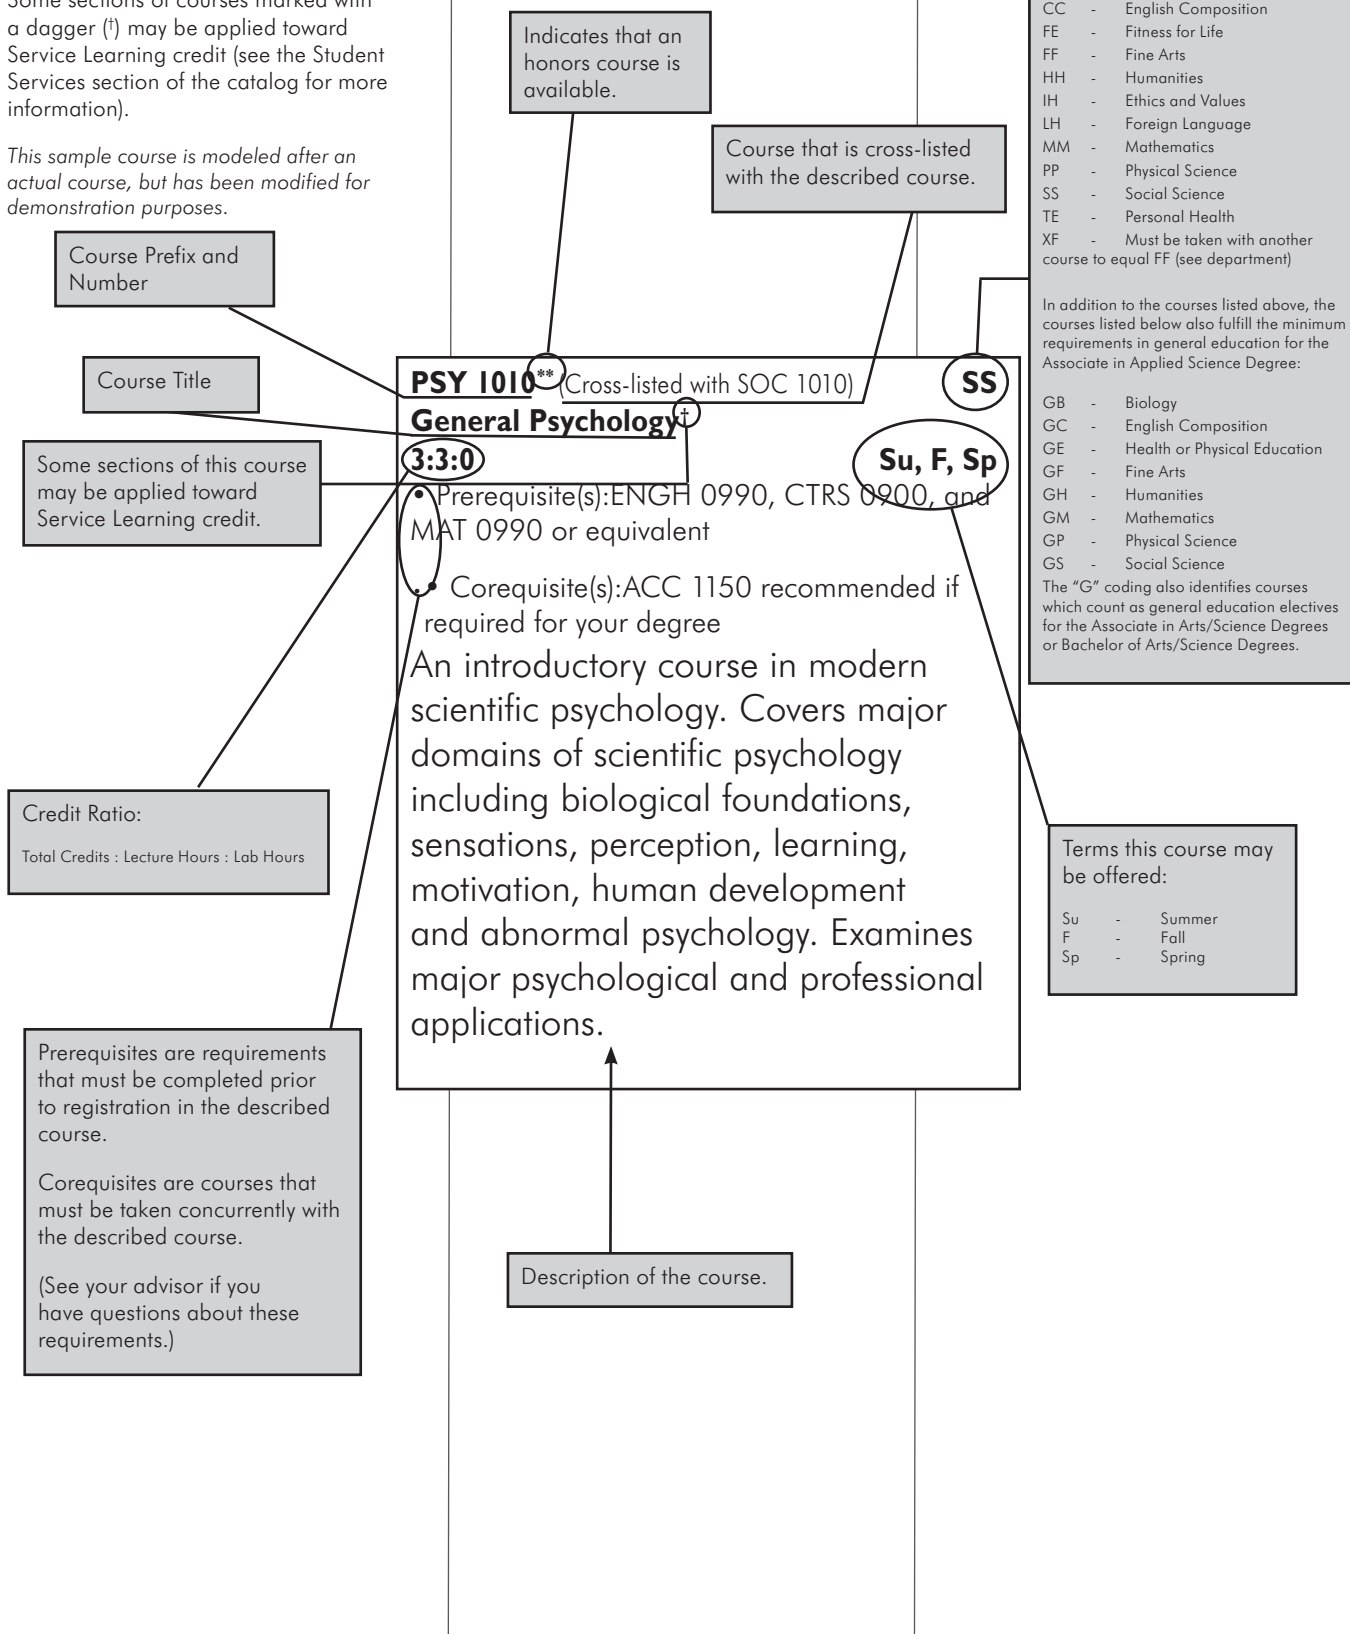 Some sections of courses marked with
a dagger (†) may be applied toward
Service Learning credit (see the Student
Services section of the catalog for more
information).
This sample course is modeled after an
actual course, but has been modified for
demonstration purposes.
Indicates that an
honors course is
available.
Course that is cross-listed
with the described course.
Course Prefix and
Number
Course Title
Some sections of this course
may be applied toward
Service Learning credit.
Credit Ratio:
Total Credits : Lecture Hours : Lab Hours
Prerequisites are requirements
that must be completed prior
to registration in the described
course.
Corequisites are courses that
must be taken concurrently with
the described course.
(See your advisor if you
have questions about these
requirements.)
PSY 1010** (Cross-listed with SOC 1010) SS
General Psychology†
3:3:0 Su, F, Sp
• Prerequisite(s):ENGH 0990, CTRS 0900, and
MAT 0990 or equivalent
• Corequisite(s):ACC 1150 recommended if
required for your degree
An introductory course in modern
scientific psychology. Covers major
domains of scientific psychology
including biological foundations,
sensations, perception, learning,
motivation, human development
and abnormal psychology. Examines
major psychological and professional
applications.
Description of the course.
CC - English Composition
FE - Fitness for Life
FF - Fine Arts
HH - Humanities
IH - Ethics and Values
LH - Foreign Language
MM - Mathematics
PP - Physical Science
SS - Social Science
TE - Personal Health
XF - Must be taken with another
course to equal FF (see department)
In addition to the courses listed above, the
courses listed below also fulfill the minimum
requirements in general education for the
Associate in Applied Science Degree:
GB - Biology
GC - English Composition
GE - Health or Physical Education
GF - Fine Arts
GH - Humanities
GM - Mathematics
GP - Physical Science
GS - Social Science
The “G” coding also identifies courses
which count as general education electives
for the Associate in Arts/Science Degrees
or Bachelor of Arts/Science Degrees.
Terms this course may
be offered:
Su - Summer
F - Fall
Sp - Spring